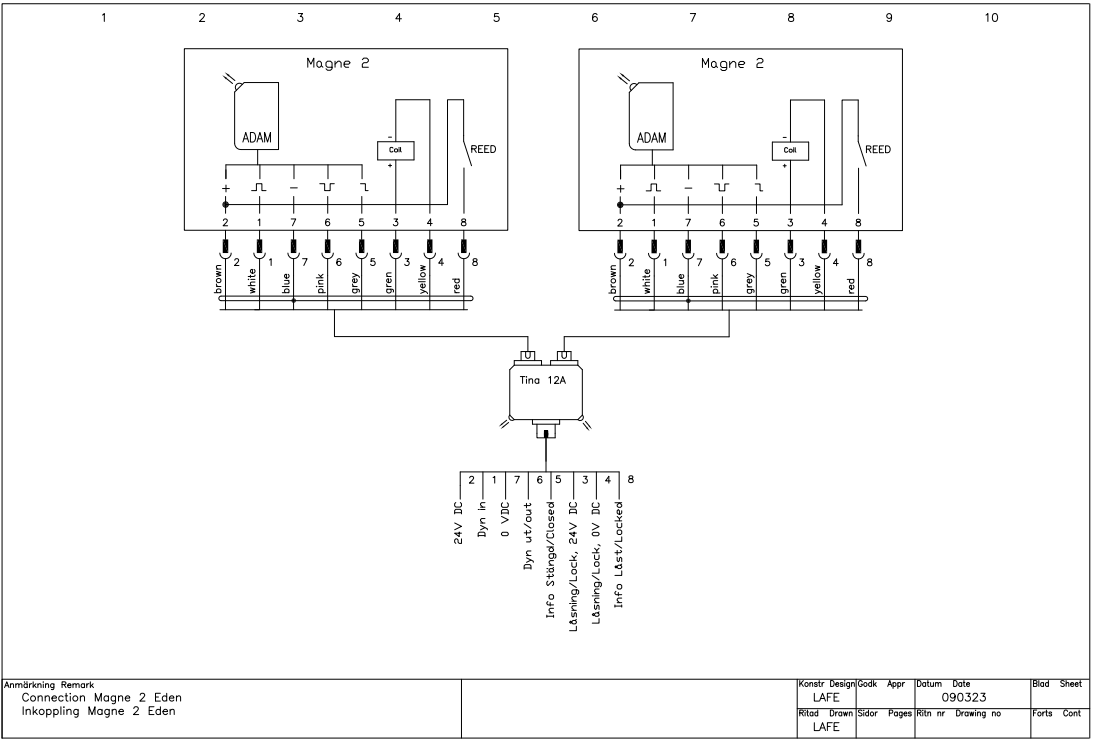 1 2 3 4 5 6 7 8 9 10
Magne 2 Magne 2
ADAM ADAM
- -
Coil Coil
+ +
REED REED
+ - + -
2 1 7 6 5 3 4 8 2 1 7 6 5 3 4 8
2 1 7 6 5 3 4 8 2 1 7 6 5 3 4 8
brown white blue pink grey gren yellow red brown white blue pink grey gren yellow red
Tina 12A
2 1 7 6 5 3 4 8
24V DC
Dyn in
0 VDC
Dyn ut/out
Info Stängd/Closed
Låsning/Lock, 24V DC
Låsning/Lock, 0V DC
Info Låst/Locked
Anmärkning Remark
Connection Magne 2 Eden
Inkoppling Magne 2 Eden
Konstr Design Godk Appr Datum Date Blad Sheet
LAFE 090323
Ritad Drawn Sidor Pages Ritn nr Drawing no Forts Cont
LAFE